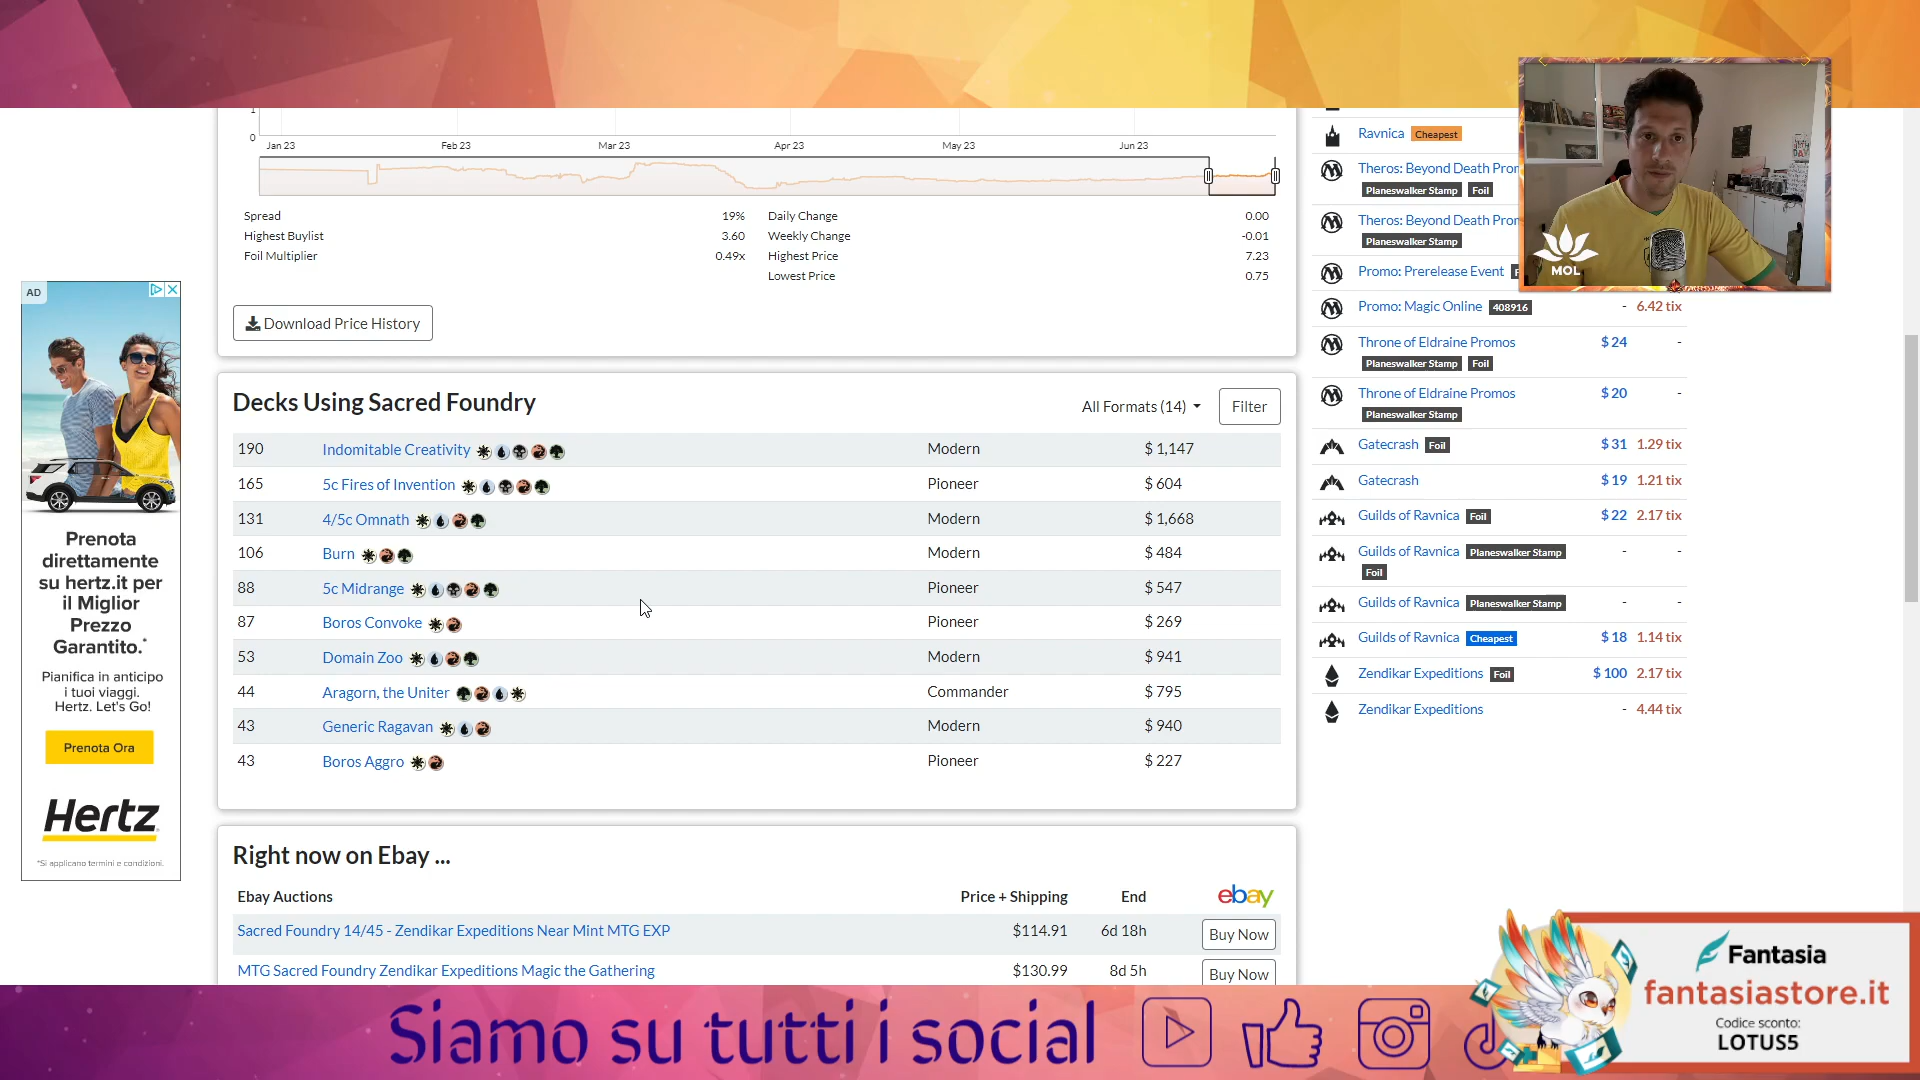 1
0
Jan 23 Feb 23 Mar 23 Apr 23 May 23 Jun 23
Spread 19% Daily Change 0.00
Highest Buylist 3.60 Weekly Change -0.01
Foil Multiplier 0.49x Highest Price 7.23
Lowest Price 0.75
Download Price History
Decks Using Sacred Foundry All Formats (14) Filter
190 Indomitable Creativity Modern $ 1,147
165 5c Fires of Invention Pioneer $ 604
131 4/5c Omnath Modern $ 1,668
106 Burn Modern $ 484
88 5c Midrange Pioneer $ 547
87 Boros Convoke Pioneer $ 269
53 Domain Zoo Modern $ 941
44 Aragorn, the Uniter Commander $ 795
43 Generic Ragavan Modern $ 940
43 Boros Aggro Pioneer $ 227
Right now on Ebay ...
Ebay Auctions Price + Shipping End ebay
Sacred Foundry 14/45 - Zendikar Expeditions Near Mint MTG EXP $114.91 6d 18h Buy Now
MTG Sacred Foundry Zendikar Expeditions Magic the Gathering $130.99 8d 5h Buy Now
AD
Prenota
direttamente
su hertz.it per
il Miglior
Prezzo
Garantito.*
Pianifica in anticipo
i tuoi viaggi.
Hertz. Let's Go!
Prenota Ora
Hertz
*Si applicano termini e condizioni.
Ravnica Cheapest
Theros: Beyond Death Pro
Planeswalker Stamp Foil
Theros: Beyond Death Pro
Planeswalker Stamp
Promo: Prerelease Event F
Promo: Magic Online 408916 - 6.42 tix
Throne of Eldraine Promos $ 24 -
Planeswalker Stamp Foil
Throne of Eldraine Promos $ 20 -
Planeswalker Stamp
Gatecrash Foil $ 31 1.29 tix
Gatecrash $ 19 1.21 tix
Guilds of Ravnica Foil $ 22 2.17 tix
Guilds of Ravnica Planeswalker Stamp - -
Foil
Guilds of Ravnica Planeswalker Stamp - -
Guilds of Ravnica Cheapest $ 18 1.14 tix
Zendikar Expeditions Foil $ 100 2.17 tix
Zendikar Expeditions - 4.44 tix
MOL
Siamo su tutti i social
Fantasia
fantasiastore.it
Codice sconto:
LOTUS5